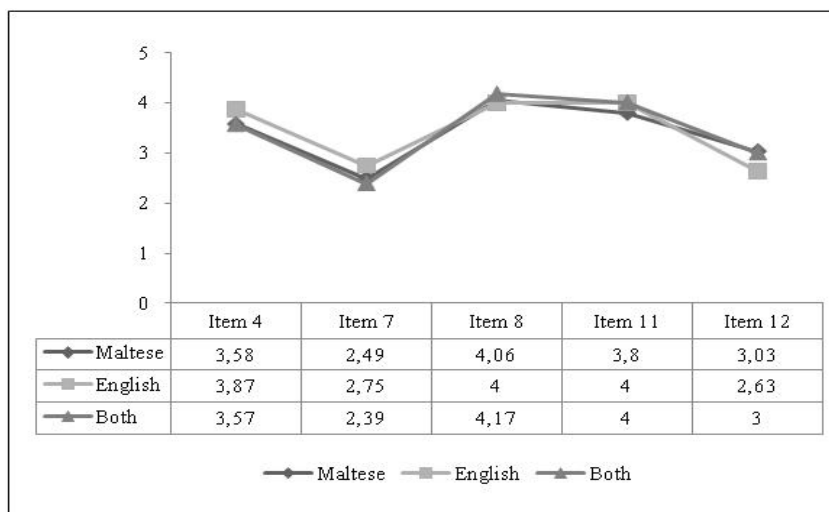 5
4
3
2
1
0
Item 4 Item 7 Item 8 Item 11 Item 12
Maltese 3,58 2,49 4,06 3,8 3,03
English 3,87 2,75 4 4 2,63
Both 3,57 2,39 4,17 4 3
Maltese English Both